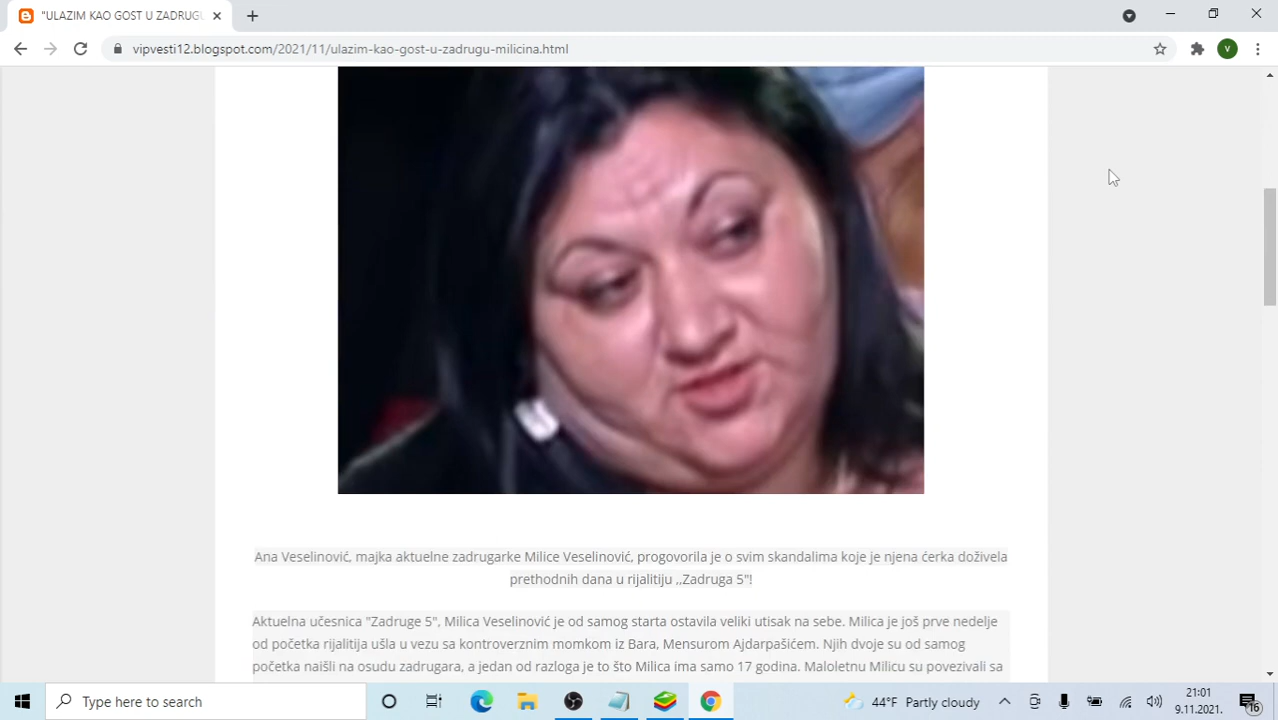 "ULAZIM KAO GOST U ZADRUGU
vipvesti12.blogspot.com/2021/11/ulazim-kao-gost-u-zadrugu-milicina.html
V
Ana Veselinović, majka aktuelne zadrugarke Milice Veselinović, progovorila je o svim skandalima koje je njena ćerka doživela
prethodnih dana u rijalitiju ,,Zadruga 5"!
Aktuelna učesnica "Zadruge 5", Milica Veselinović je od samog starta ostavila veliki utisak na sebe. Milica je još prve nedelje
od početka rijalitija ušla u vezu sa kontroverznim momkom iz Bara, Mensurom Ajdarpašićem. Njih dvoje su od samog
početka naišli na osudu zadrugara, a jedan od razloga je to što Milica ima samo 17 godina. Maloletnu Milicu su povezivali sa
Type here to search
44°F Partly cloudy
21:01
9.11.2021.
16